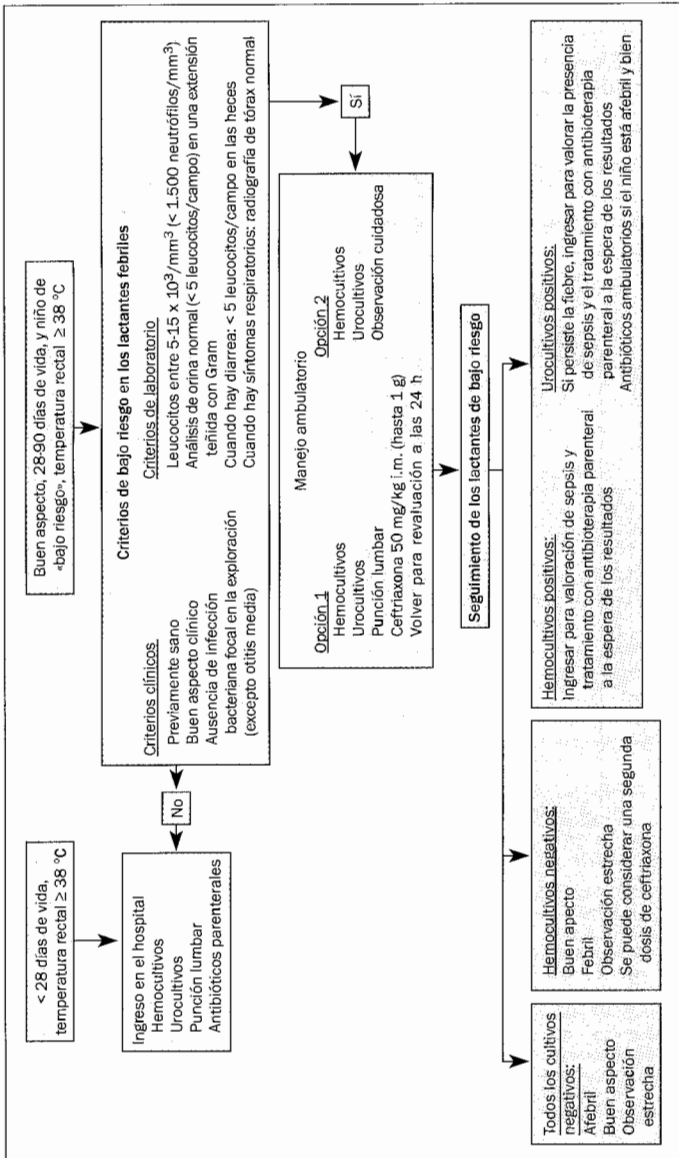 < 28 días de vida,
temperatura rectal ≥ 38 °C
Buen aspecto, 28-90 días de vida, y niño de
«bajo riesgo», temperatura rectal ≥ 38 °C
Ingreso en el hospital
Hemocultivos
Urocultivos
Punción lumbar
Antibióticos parenterales
No
Criterios de bajo riesgo en los lactantes febriles
Criterios clínicos
Previamente sano
Buen aspecto clínico
Ausencia de infección
bacteriana focal en la exploración
(excepto otitis media)
Criterios de laboratorio
Leucocitos entre 5-15 x 10³/mm³ (< 1.500 neutrófilos/mm³)
Análisis de orina normal (< 5 leucocitos/campo) en una extensión
teñida con Gram
Cuando hay diarrea: < 5 leucocitos/campo en las heces
Cuando hay síntomas respiratorios: radiografía de tórax normal
Sí
Manejo ambulatorio
Opción 1
Hemocultivos
Urocultivos
Punción lumbar
Ceftriaxona 50 mg/kg i.m. (hasta 1 g)
Volver para revaluación a las 24 h
Opción 2
Hemocultivos
Urocultivos
Observación cuidadosa
Seguimiento de los lactantes de bajo riesgo
Todos los cultivos
negativos:
Afebril
Buen aspecto
Observación
estrecha
Hemocultivos negativos:
Buen apecto
Febril
Observación estrecha
Se puede considerar una segunda
dosis de ceftriaxona
Hemocultivos positivos:
Ingresar para valoración de sepsis y
tratamiento con antibioterapia parenteral
a la espera de los resultados
Urocultivos positivos:
Si persiste la fiebre, ingresar para valorar la presencia
de sepsis y el tratamiento con antibioterapia
parenteral a la espera de los resultados
Antibióticos ambulatorios si el niño está afebril y bien